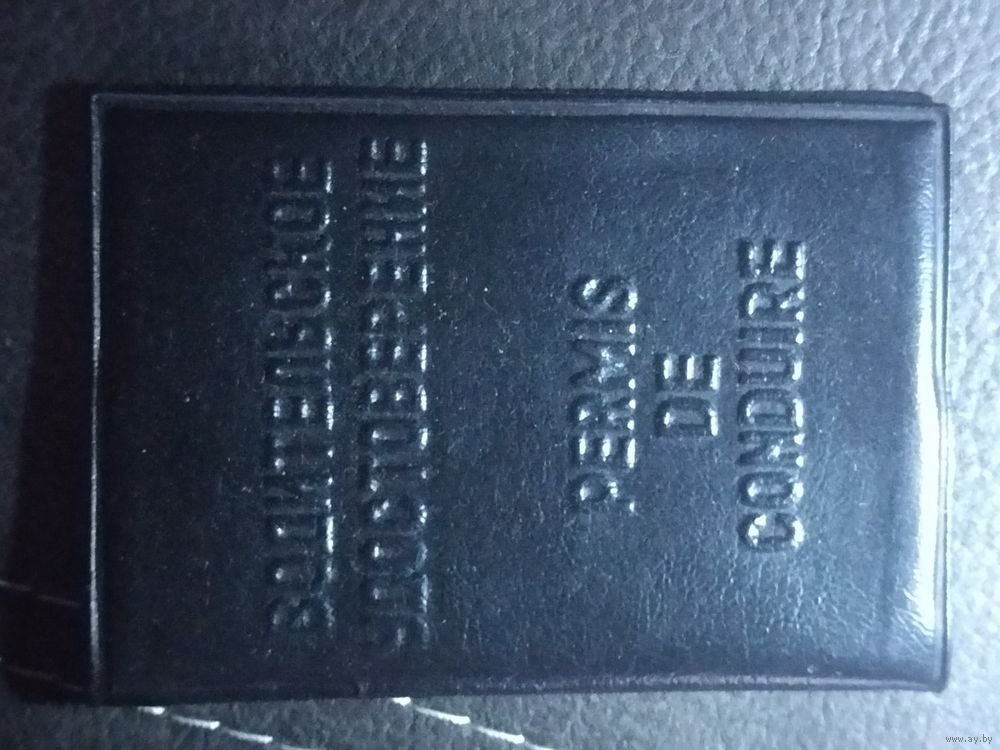 ВОДИТЕЛЬСКОЕ
УДОСТОВЕРЕНИЕ
PERMIS
DE
CONDUIRE
www.ay.by